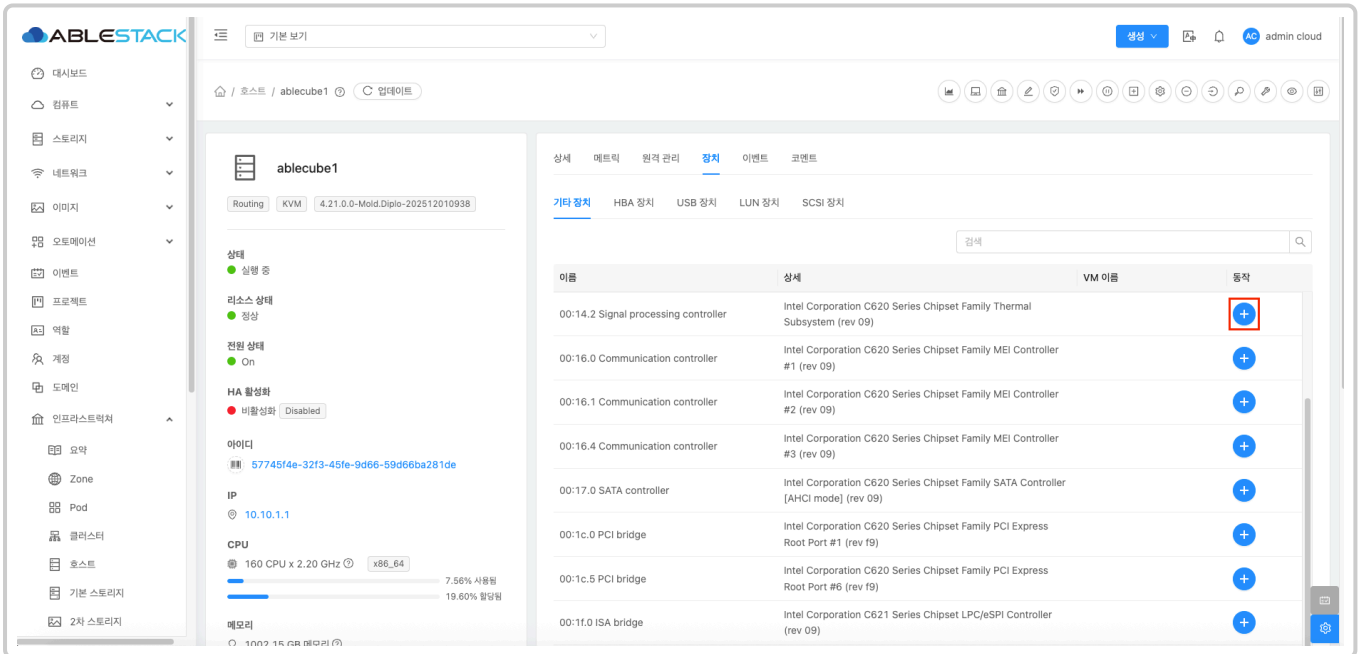 ABLESTACK
기본 보기
생성
AC
admin cloud
대시보드
컴퓨트
스토리지
네트워크
이미지
오토메이션
이벤트
프로젝트
역할
계정
도메인
인프라스트럭쳐
요약
Zone
Pod
클러스터
호스트
기본 스토리지
2차 스토리지
/ 호스트 / ablecube1
업데이트
ablecube1
Routing
KVM
4.21.0.0-Mold.Diplo-202512010938
상태
실행 중
리소스 상태
정상
전원 상태
On
HA 활성화
비활성화 Disabled
아이디
57745f4e-32f3-45fe-9d66-59d66ba281de
IP
10.10.1.1
CPU
160 CPU x 2.20 GHz
x86_64
7.56% 사용됨
19.60% 할당됨
메모리
1002.15 GB 메모리
상세
메트릭
원격 관리
장치
이벤트
코멘트
기타 장치
HBA 장치
USB 장치
LUN 장치
SCSI 장치
검색
이름
상세
VM 이름
동작
00:14.2 Signal processing controller
Intel Corporation C620 Series Chipset Family Thermal
Subsystem (rev 09)
00:16.0 Communication controller
Intel Corporation C620 Series Chipset Family MEI Controller
#1 (rev 09)
00:16.1 Communication controller
Intel Corporation C620 Series Chipset Family MEI Controller
#2 (rev 09)
00:16.4 Communication controller
Intel Corporation C620 Series Chipset Family MEI Controller
#3 (rev 09)
00:17.0 SATA controller
Intel Corporation C620 Series Chipset Family SATA Controller
[AHCI mode] (rev 09)
00:1c.0 PCI bridge
Intel Corporation C620 Series Chipset Family PCI Express
Root Port #1 (rev f9)
00:1c.5 PCI bridge
Intel Corporation C620 Series Chipset Family PCI Express
Root Port #6 (rev f9)
00:1f.0 ISA bridge
Intel Corporation C621 Series Chipset LPC/eSPI Controller
(rev 09)